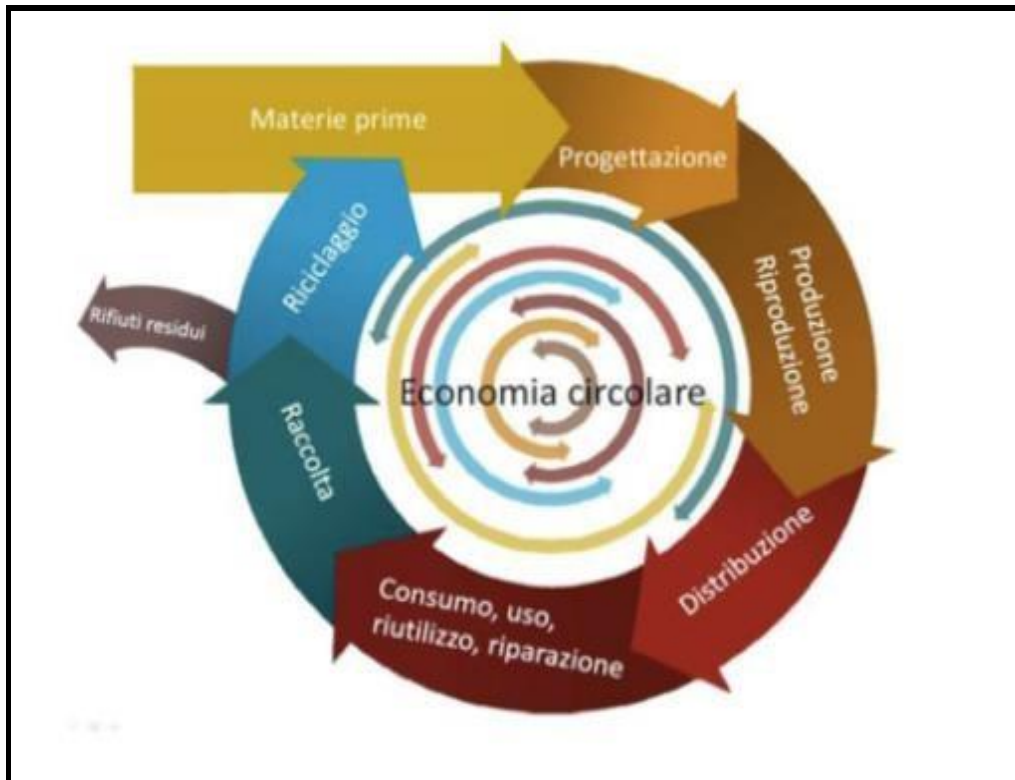 Materie prime
Progettazione
Produzione
Riproduzione
Distribuzione
Consumo, uso,
riutilizzo, riparazione
Raccolta
Riciclaggio
Rifiuti residui
Economia circolare